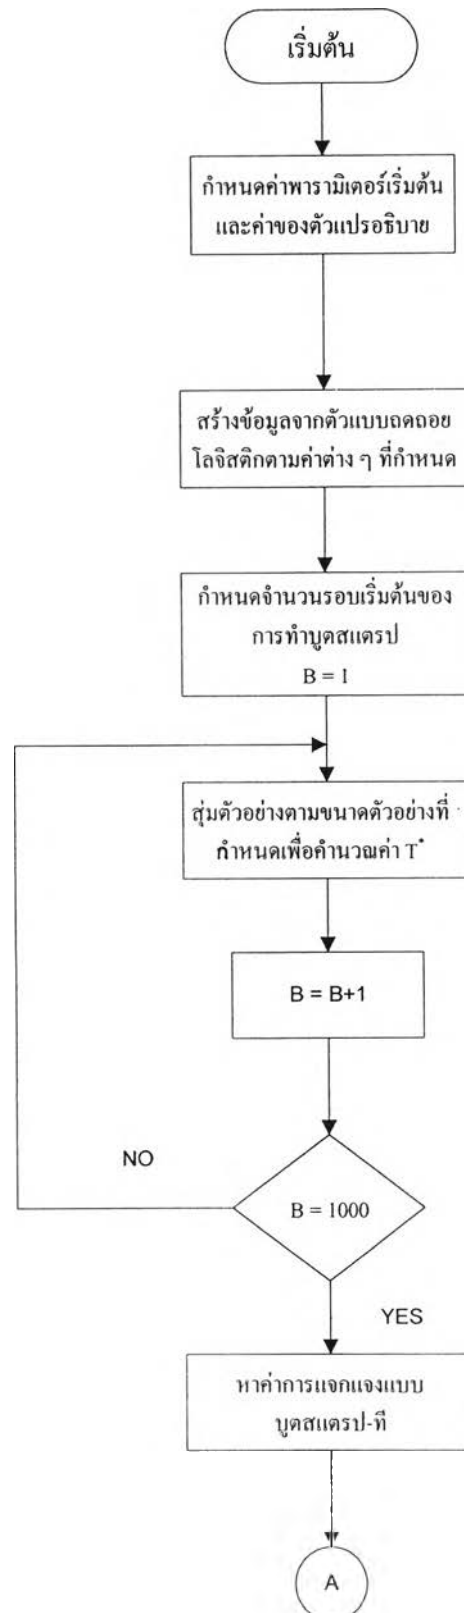 เริ่มต้น
กำหนดค่าพารามิเตอร์เริ่มต้น
และค่าของตัวแปรอธิบาย
สร้างข้อมูลจากตัวแบบถดถอย
โลจิสติกตามค่าต่าง ๆ ที่กำหนด
กำหนดจำนวนรอบเริ่มต้นของ
การทำบูตสแตรป
B = 1
สุ่มตัวอย่างตามขนาดตัวอย่างที่
กำหนดเพื่อคำนวณค่า T*
B = B+1
NO
B = 1000
YES
หาค่าการแจกแจงแบบ
บูตสแตรป-ที
A